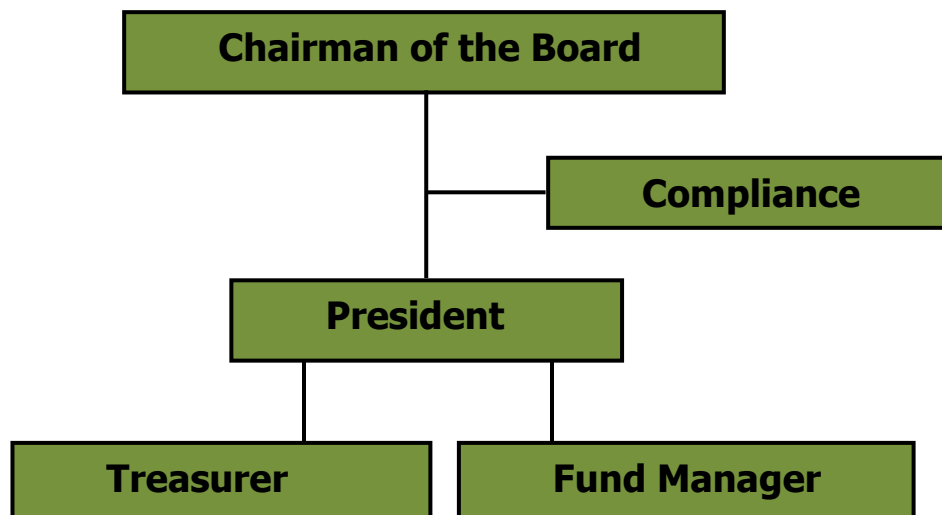 Chairman of the Board
Compliance
President
Treasurer
Fund Manager